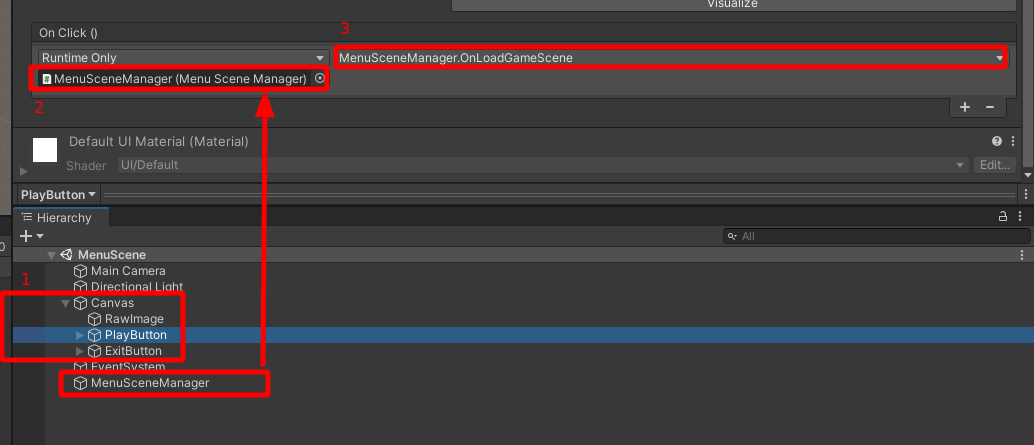 Visualize
On Click ()
3
Runtime Only
MenuSceneManager.OnLoadGameScene
MenuSceneManager (Menu Scene Manager)
2
Default UI Material (Material)
Shader
UI/Default
Edit...
PlayButton
Hierarchy
All
0
MenuScene
Main Camera
1
Directional Light
Canvas
RawImage
PlayButton
ExitButton
EventSystem
MenuSceneManager